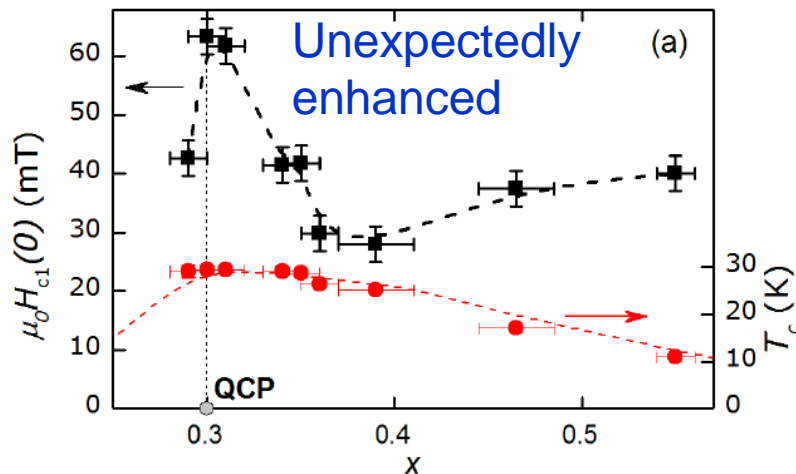 Unexpectedly
enhanced
(a)
μ0Hc1(0) (mT)
60
50
40
30
20
10
0
30
20
10
0
Tc (K)
QCP
0.3
0.4
0.5
x